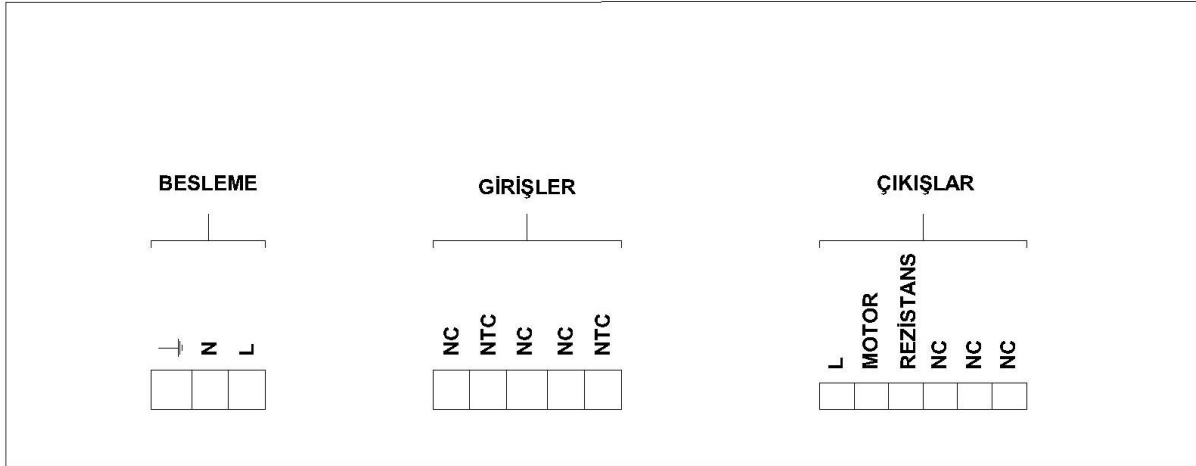 BESLEME
GİRİŞLER
ÇIKIŞLAR
N
L
NC
NTC
NC
NC
NTC
L
MOTOR
REZİSTANS
NC
NC
NC